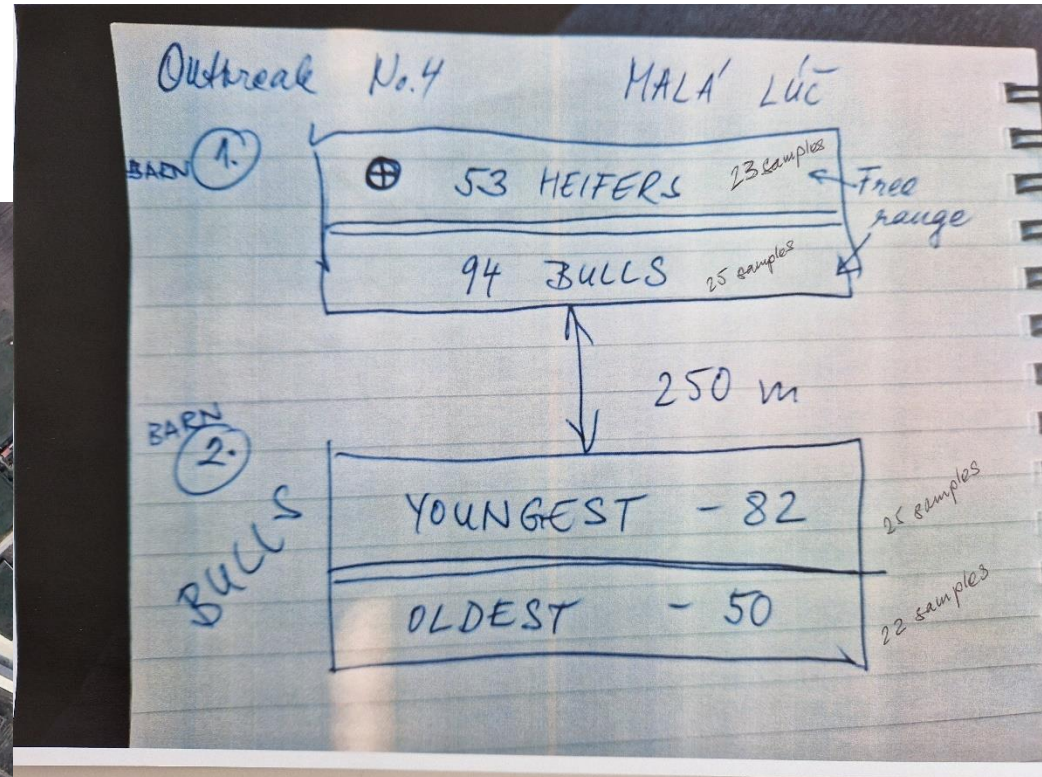 Outbreak No.4 MALÁ LÚČ
BARN 1.
⊕ 53 HEIFERS 23 samples
Free range
94 BULLS 25 samples
250 m
BARN 2.
BULLS
YOUNGEST - 82 25 samples
OLDEST - 50 22 samples